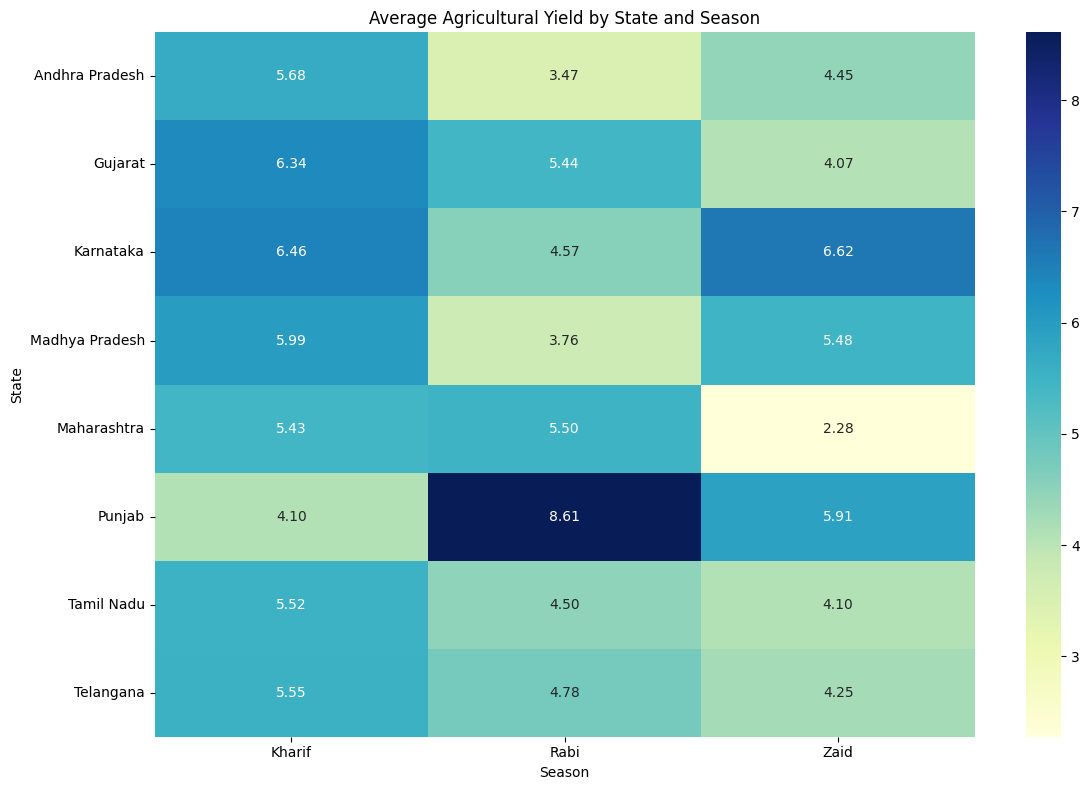 Average Agricultural Yield by State and Season
Andhra Pradesh 5.68 3.47 4.45
Gujarat 6.34 5.44 4.07
Karnataka 6.46 4.57 6.62
Madhya Pradesh 5.99 3.76 5.48
Maharashtra 5.43 5.50 2.28
Punjab 4.10 8.61 5.91
Tamil Nadu 5.52 4.50 4.10
Telangana 5.55 4.78 4.25
Kharif Rabi Zaid
Season
State
8
7
6
5
4
3